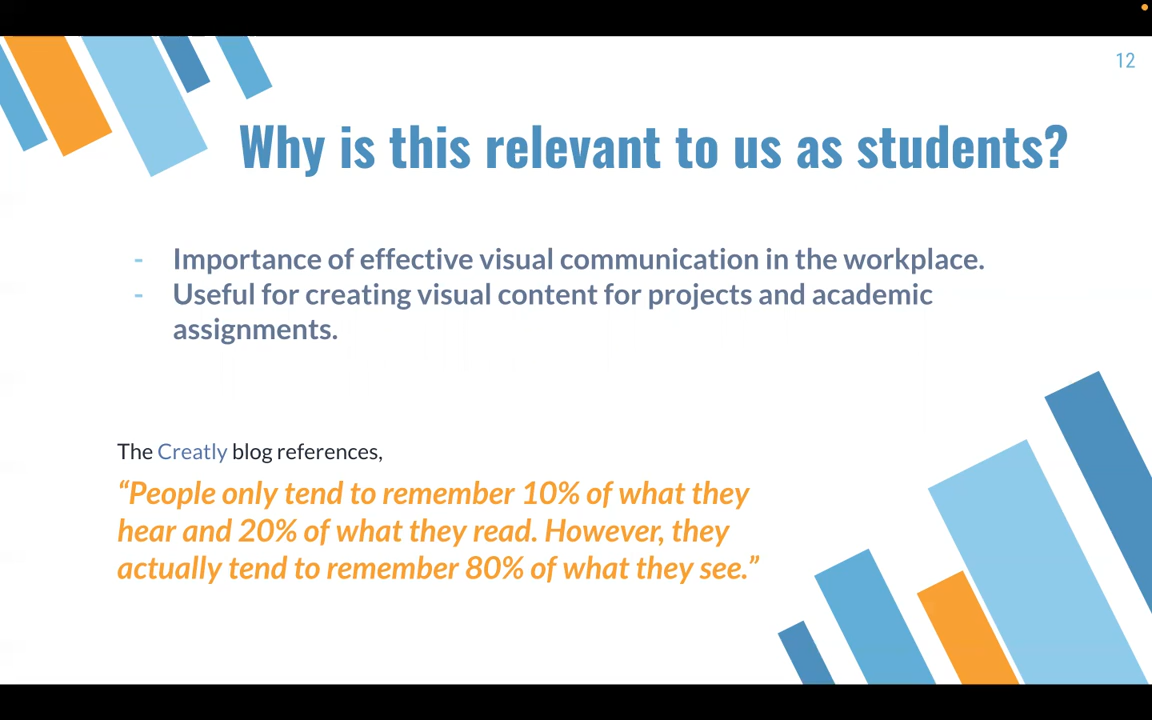 12
Why is this relevant to us as students?
- Importance of effective visual communication in the workplace.
- Useful for creating visual content for projects and academic
assignments.
The Creatly blog references,
“People only tend to remember 10% of what they
hear and 20% of what they read. However, they
actually tend to remember 80% of what they see.”